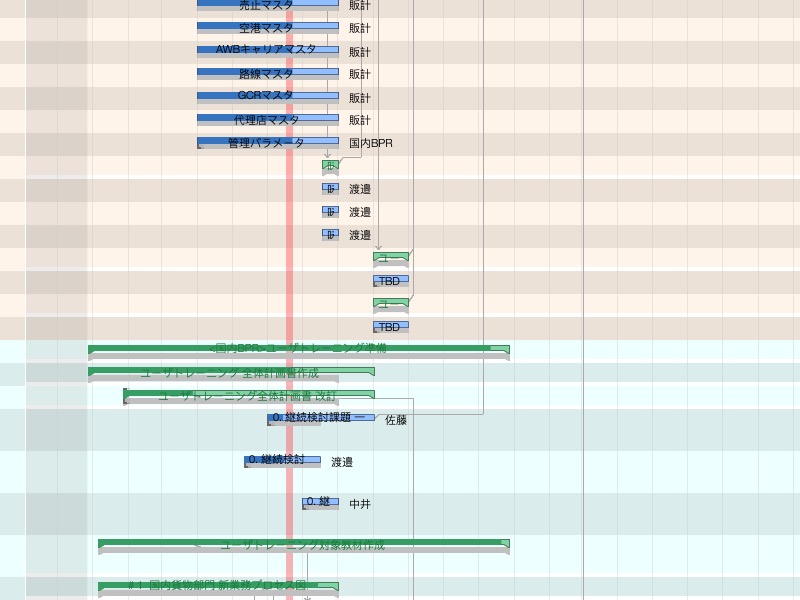 売止マスタ 販計
空港マスタ 販計
AWBキャリアマスタ 販計
路線マスタ 販計
GCRマスタ 販計
代理店マスタ 販計
管理パラメータ 国内BPR
渡邉
渡邉
渡邉
ユー
TBD
ユー
TBD
<国内BPR>ユーザトレーニング準備
ユーザトレーニング 全体計画書作成
ユーザトレーニング全体計画書 改訂
0. 継続検討課題 一 佐藤
0. 継続検討 渡邉
0. 継 中井
ユーザトレーニング対象教材作成
#1 国内貨物部門 新業務プロセス図